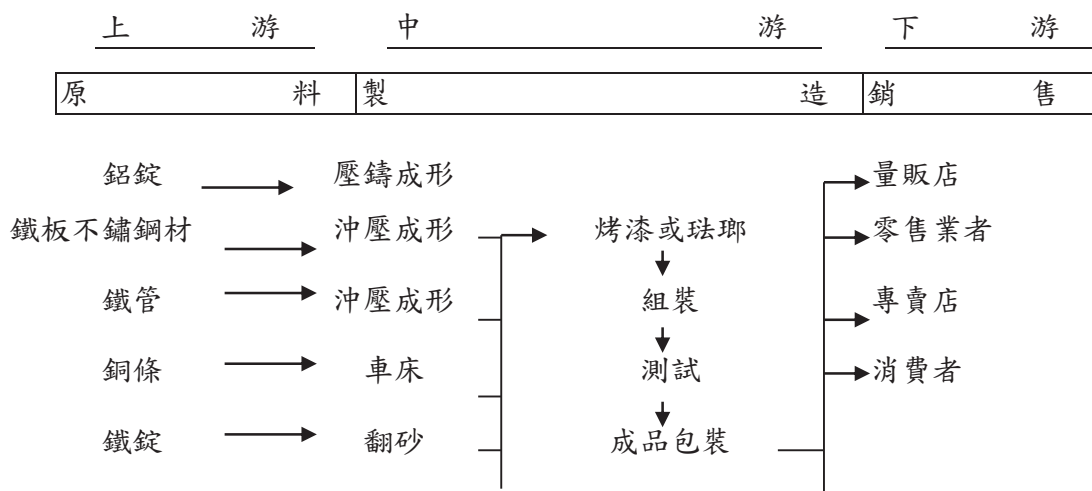 上游 中游 下游
原料 製造 銷售
鋁錠 壓鑄成形 量販店
鐵板不鏽鋼材 沖壓成形 烤漆或琺瑯 零售業者
鐵管 沖壓成形 組裝 專賣店
銅條 車床 測試 消費者
鐵錠 翻砂 成品包裝